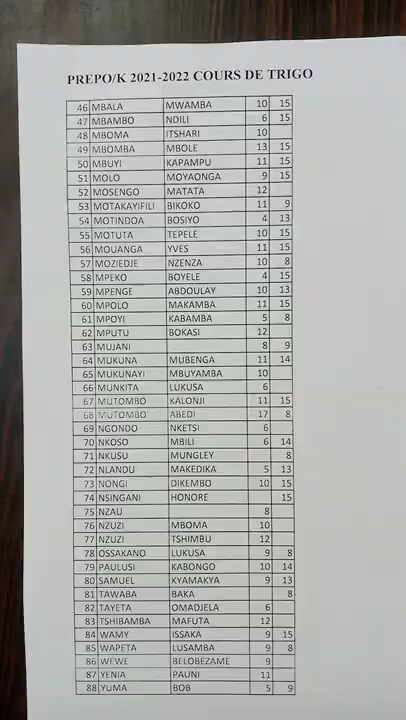 PREPO/K 2021-2022 COURS DE TRIGO
46 MBALA MWAMBA 10 15
47 MBAMBO NDILI 6 15
48 MBOMA ITSHARI 10
49 MBOMBA MBOLE 13 15
50 MBUYI KAPAMPU 11 15
51 MOLO MOYAONGA 9 15
52 MOSENGO MATATA 12
53 MOTAKAYIFILI BIKOKO 11 9
54 MOTINDOA BOSIYO 4 13
55 MOTUTA TEPELE 10 15
56 MOUANGA YVES 11 15
57 MOZIEDJE NZENZA 10 8
58 MPEKO BOYELE 4 15
59 MPENGE ABDOULAY 10 13
60 MPOLO MAKAMBA 11 15
61 MPOYI KABAMBA 5 8
62 MPUTU BOKASI 12
63 MUJANI 8 9
64 MUKUNA MUBENGA 11 14
65 MUKUNAYI MBUYAMBA 10
66 MUNKITA LUKUSA 6
67 MUTOMBO KALONJI 11 15
68 MUTOMBO ABEDI 17 8
69 NGONDO NKETSI 6
70 NKOSO MBILI 6 14
71 NKUSU MUNGLEY 8
72 NLANDU MAKEDIKA 5 13
73 NONGI DIKEMBO 10 15
74 NSINGANI HONORE 15
75 NZAU 8
76 NZUZI MBOMA 10
77 NZUZI TSHIMBU 12
78 OSSAKANO LUKUSA 9 8
79 PAULUSI KABONGO 10 14
80 SAMUEL KYAMAKYA 9 13
81 TAWABA BAKA 8
82 TAYETA OMADJELA 6
83 TSHIBAMBA MAFUTA 12
84 WAMY ISSAKA 9 15
85 WAPETA LUSAMBA 9 8
86 WEWE BELOBEZAME 9
87 YENIA PAUNI 11
88 YUMA BOB 5 9